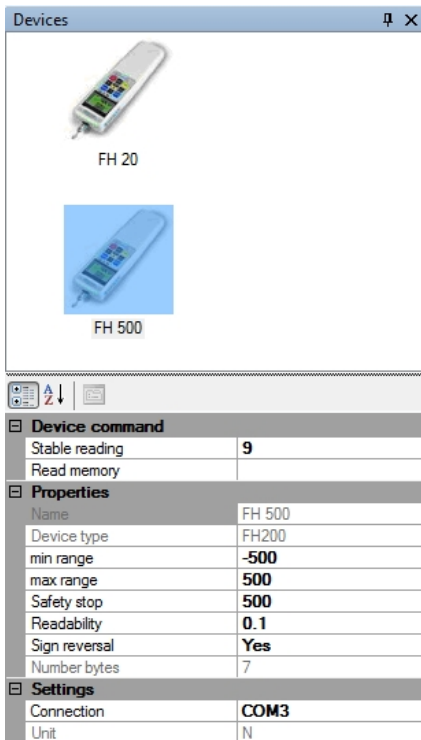 Devices
FH 20
FH 500
Device command
Stable reading 9
Read memory
Properties
Name FH 500
Device type FH200
min range -500
max range 500
Safety stop 500
Readability 0.1
Sign reversal Yes
Number bytes 7
Settings
Connection COM3
Unit N